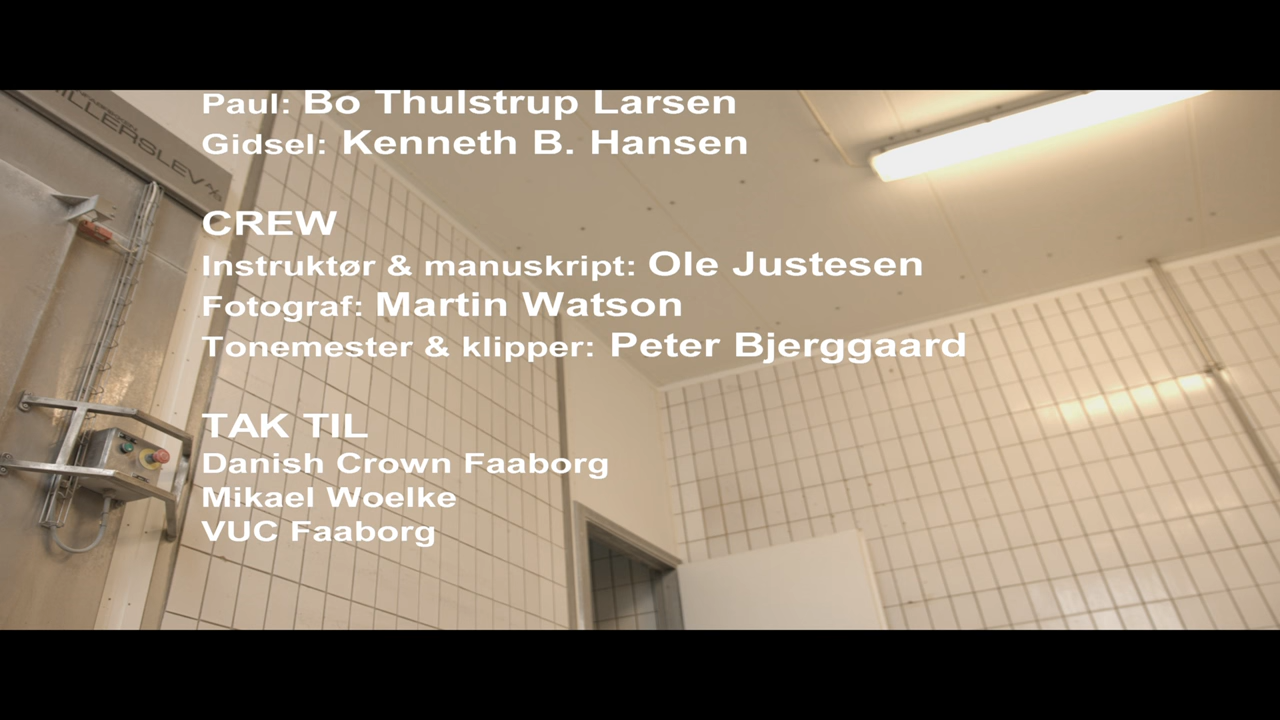 MILLERSLEV A/S
Paul: Bo Thulstrup Larsen
Gidsel: Kenneth B. Hansen
CREW
Instruktør & manuskript: Ole Justesen
Fotograf: Martin Watson
Tonemester & klipper: Peter Bjerggaard
TAK TIL
Danish Crown Faaborg
Mikael Woelke
VUC Faaborg